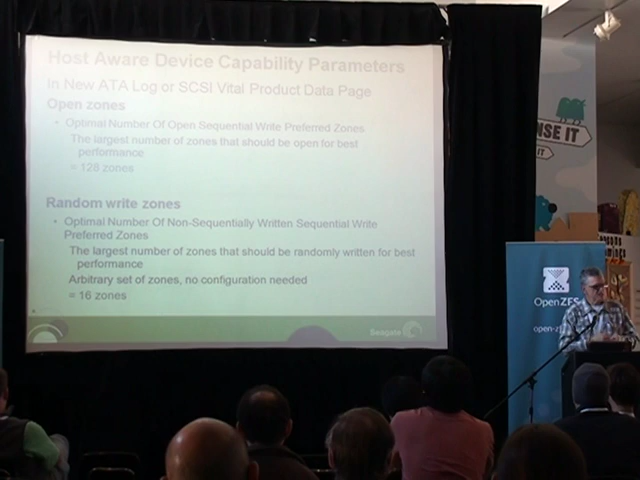 Host Aware Device Capability Parameters
In New ATA Log or SCSI Vital Product Data Page
Open zones
• Optimal Number Of Open Sequential Write Preferred Zones
The largest number of zones that should be open for best
performance
= 128 zones
Random write zones
• Optimal Number Of Non-Sequentially Written Sequential Write
Preferred Zones
The largest number of zones that should be randomly written for best
performance
Arbitrary set of zones, no configuration needed
= 16 zones
Seagate
NSE IT
IT
OpenZFS
open-z